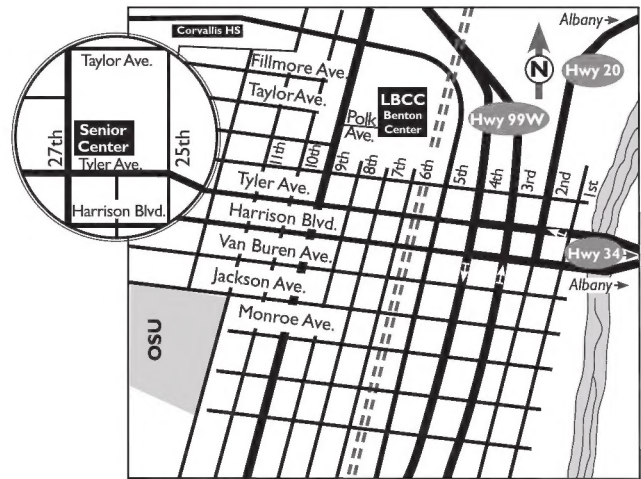 Corvallis HS
Albany
Fillmore Ave.
Taylor Ave.
N
Hwy 20
Taylor Ave.
LBCC
Benton
Center
Polk
Ave.
Hwy 99W
27th
Senior
Center
25th
Tyler Ave.
11th
10th
9th
8th
7th
6th
5th
4th
3rd
2nd
1st
Tyler Ave.
Harrison Blvd.
Harrison Blvd.
Van Buren Ave.
Hwy 34
Jackson Ave.
Albany
Monroe Ave.
OSU